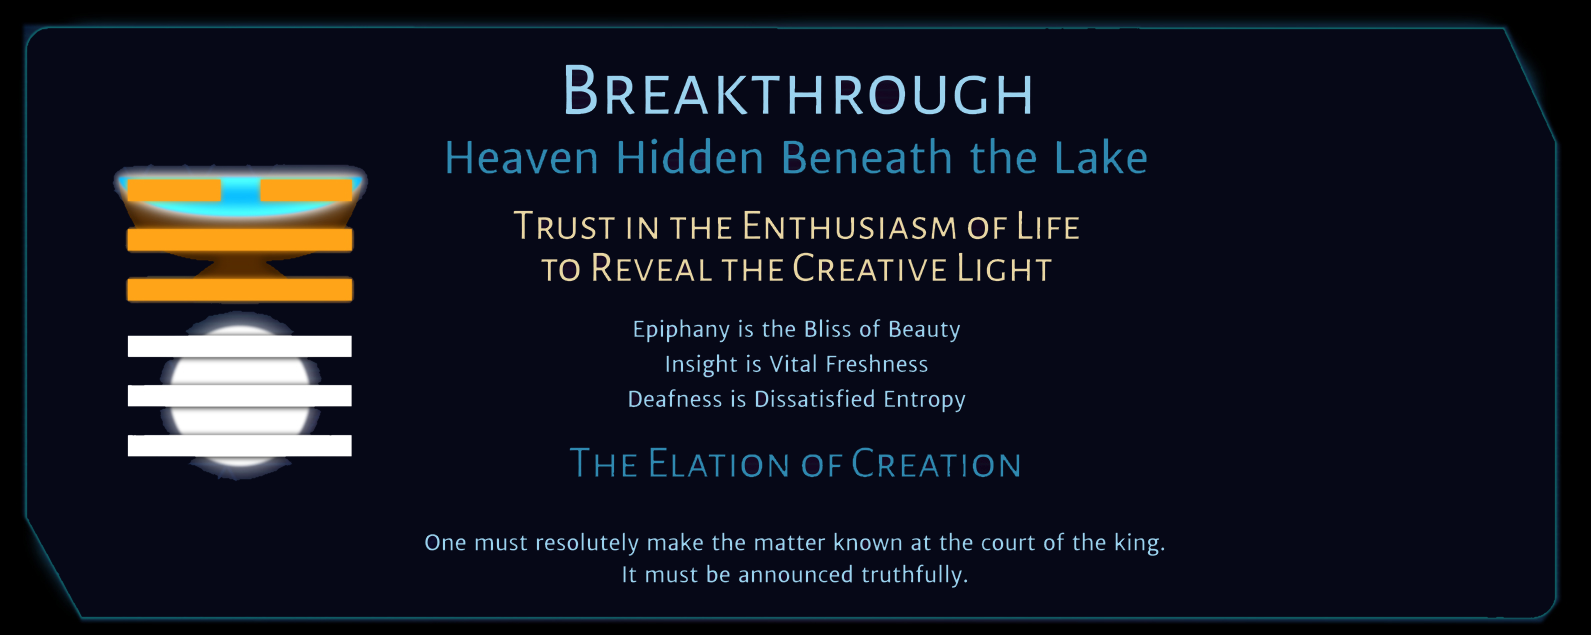 Breakthrough
Heaven Hidden Beneath the Lake
Trust in the Enthusiasm of Life
to Reveal the Creative Light
Epiphany is the Bliss of Beauty
Insight is Vital Freshness
Deafness is Dissatisfied Entropy
The Elation of Creation
One must resolutely make the matter known at the court of the king.
It must be announced truthfully.